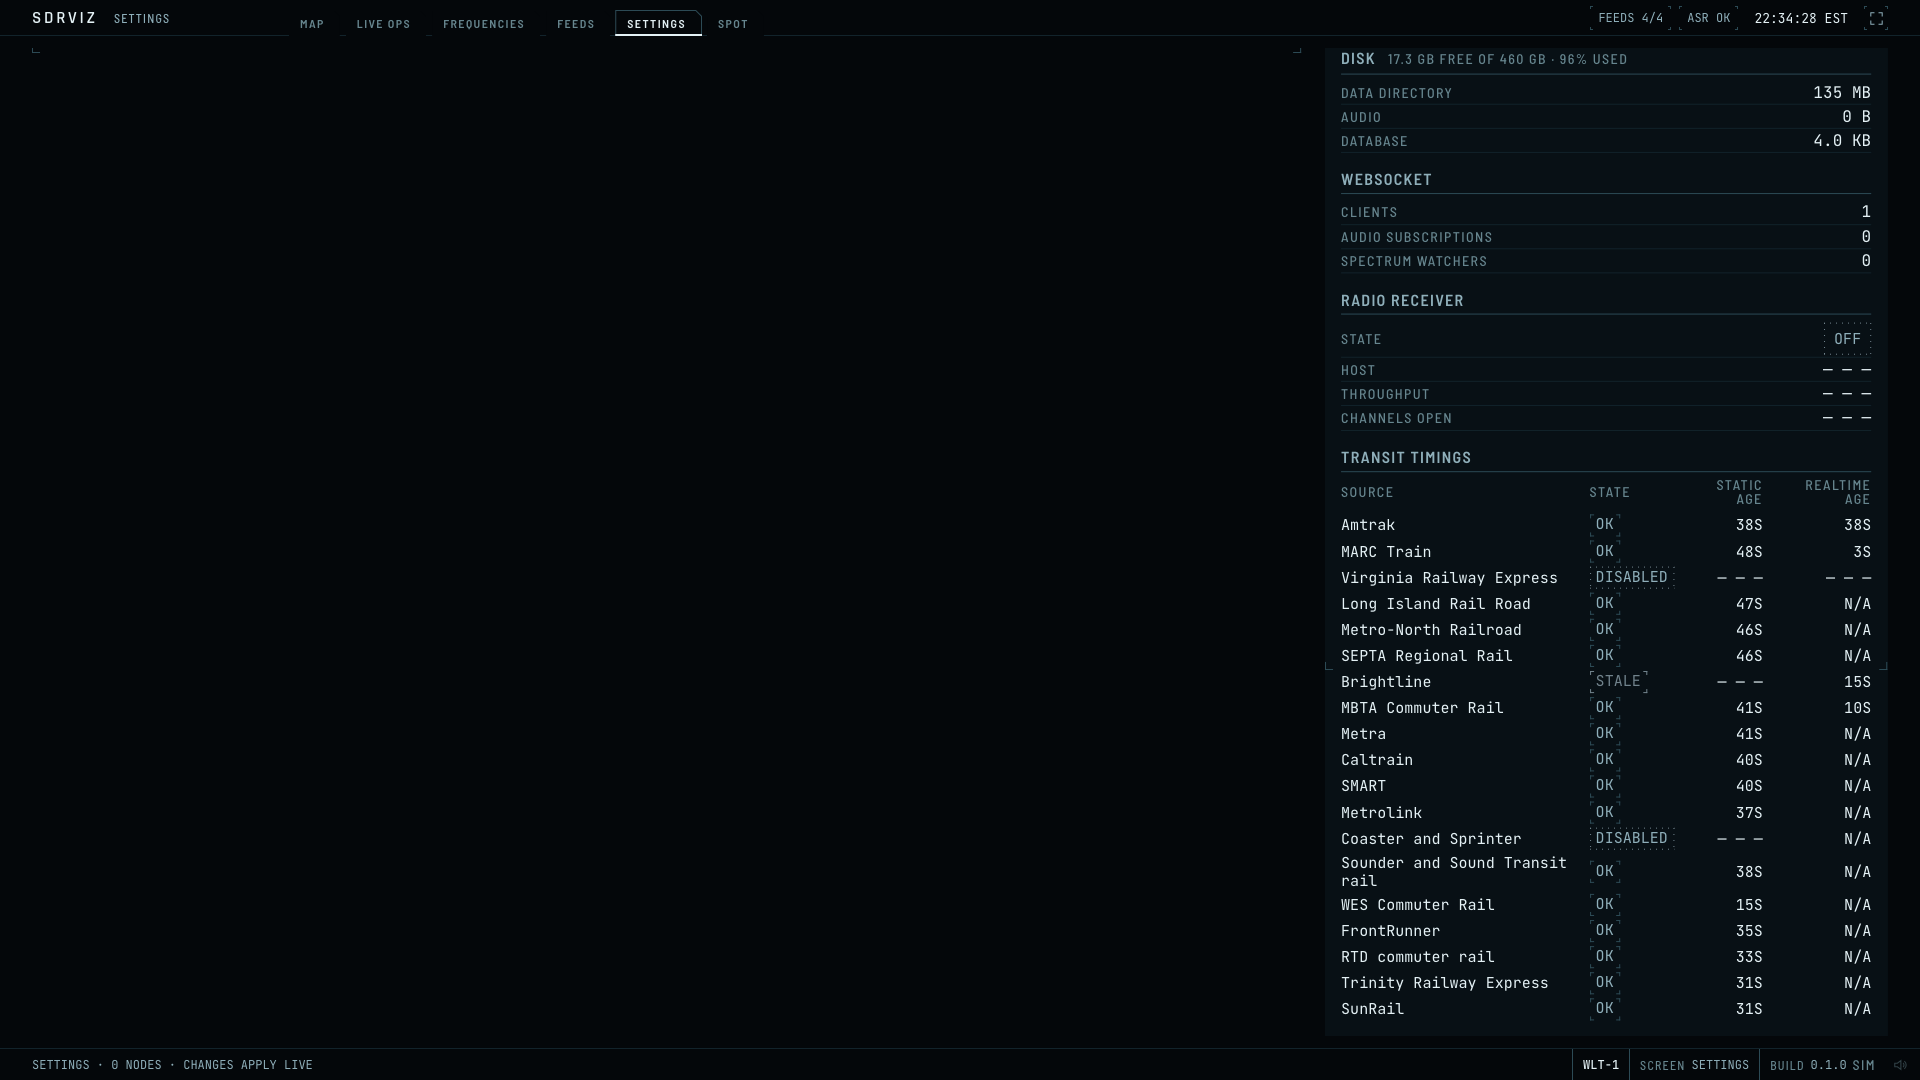 SDRVIZ SETTINGS MAP LIVE OPS FREQUENCIES FEEDS SETTINGS SPOT FEEDS 4/4 ASR OK 22:34:28 EST
DISK 17.3 GB FREE OF 460 GB · 96% USED
DATA DIRECTORY 135 MB
AUDIO 0 B
DATABASE 4.0 KB
WEBSOCKET
CLIENTS 1
AUDIO SUBSCRIPTIONS 0
SPECTRUM WATCHERS 0
RADIO RECEIVER
STATE OFF
HOST — — —
THROUGHPUT — — —
CHANNELS OPEN — — —
TRANSIT TIMINGS
SOURCE STATE STATIC AGE REALTIME AGE
Amtrak OK 38S 38S
MARC Train OK 48S 3S
Virginia Railway Express DISABLED — — — — — —
Long Island Rail Road OK 47S N/A
Metro-North Railroad OK 46S N/A
SEPTA Regional Rail OK 46S N/A
Brightline STALE — — — 15S
MBTA Commuter Rail OK 41S 10S
Metra OK 41S N/A
Caltrain OK 40S N/A
SMART OK 40S N/A
Metrolink OK 37S N/A
Coaster and Sprinter DISABLED — — — N/A
Sounder and Sound Transit rail OK 38S N/A
WES Commuter Rail OK 15S N/A
FrontRunner OK 35S N/A
RTD commuter rail OK 33S N/A
Trinity Railway Express OK 31S N/A
SunRail OK 31S N/A
SETTINGS · 0 NODES · CHANGES APPLY LIVE WLT-1 SCREEN SETTINGS BUILD 0.1.0 SIM